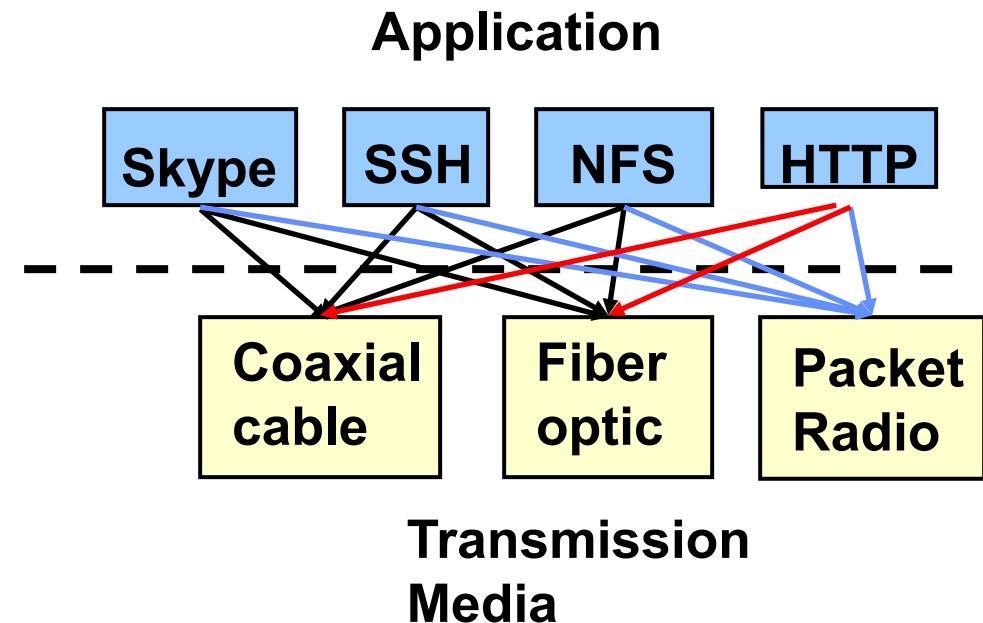 Application
Skype
SSH
NFS
HTTP
Coaxial
cable
Fiber
optic
Packet
Radio
Transmission
Media